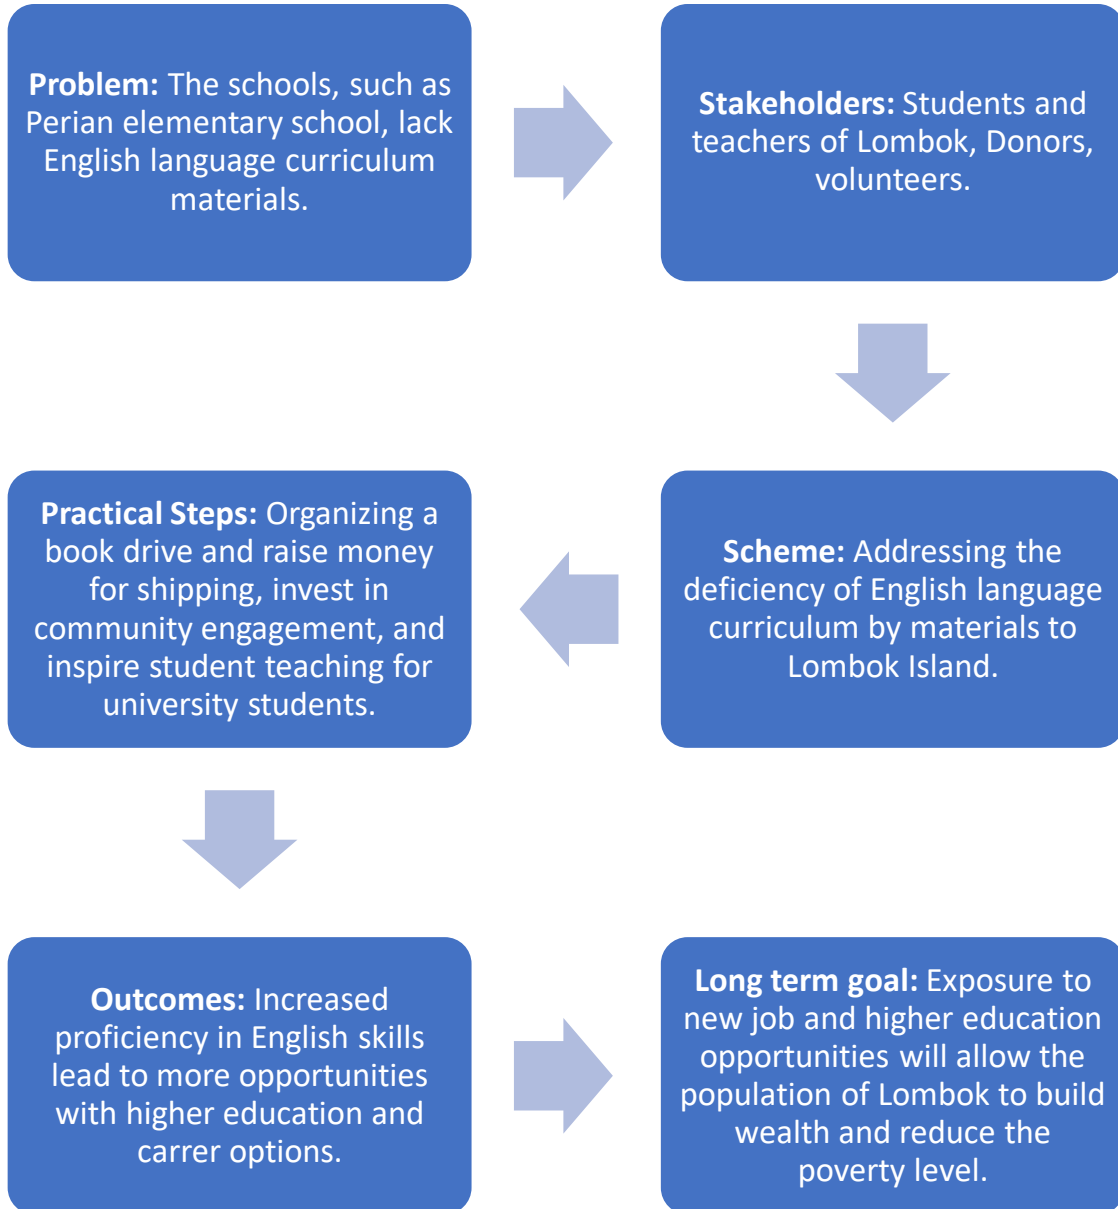 Problem: The schools, such as
Perian elementary school, lack
English language curriculum
materials.
Stakeholders: Students and
teachers of Lombok, Donors,
volunteers.
Scheme: Addressing the
deficiency of English language
curriculum by materials to
Lombok Island.
Practical Steps: Organizing a
book drive and raise money
for shipping, invest in
community engagement, and
inspire student teaching for
university students.
Outcomes: Increased
proficiency in English skills
lead to more opportunities
with higher education and
carrer options.
Long term goal: Exposure to
new job and higher education
opportunities will allow the
population of Lombok to build
wealth and reduce the
poverty level.